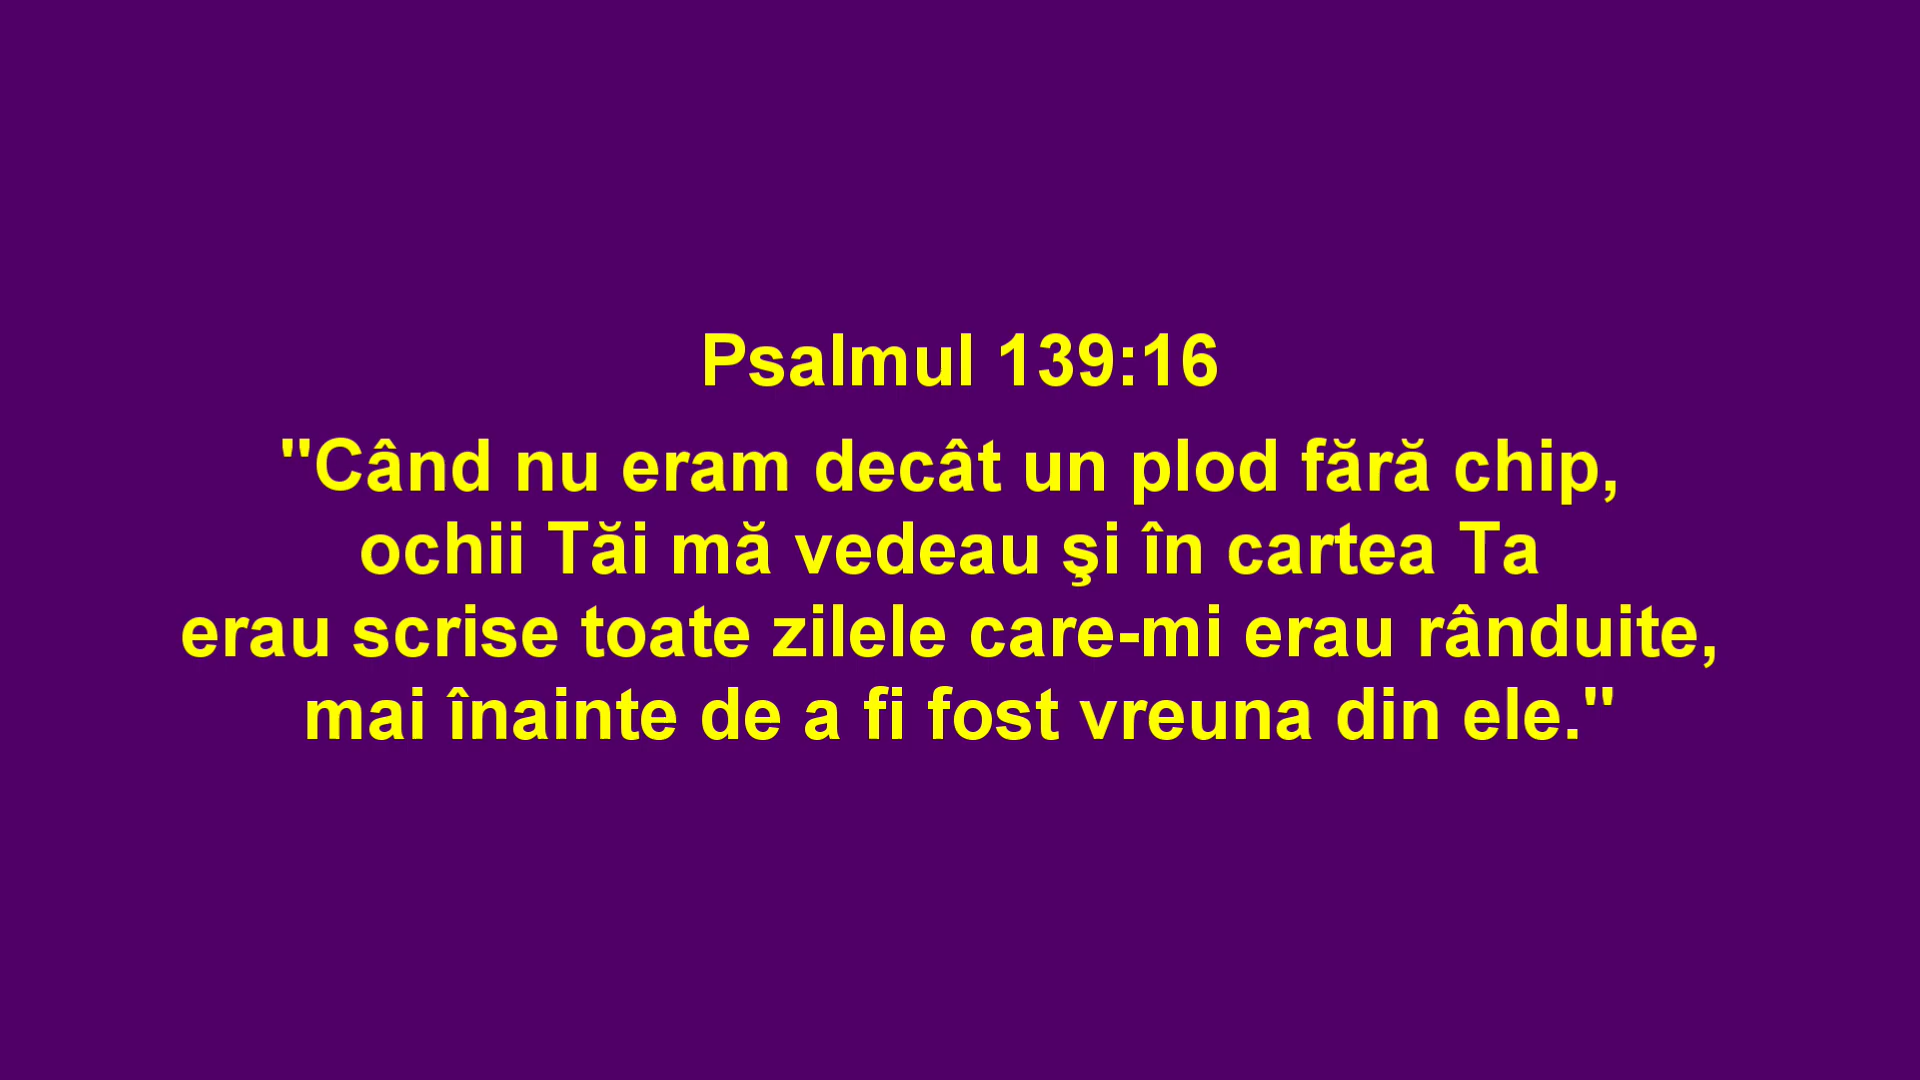 Psalmul 139:16
"Când nu eram decât un plod fără chip,
ochii Tăi mă vedeau şi în cartea Ta
erau scrise toate zilele care-mi erau rânduite,
mai înainte de a fi fost vreuna din ele."